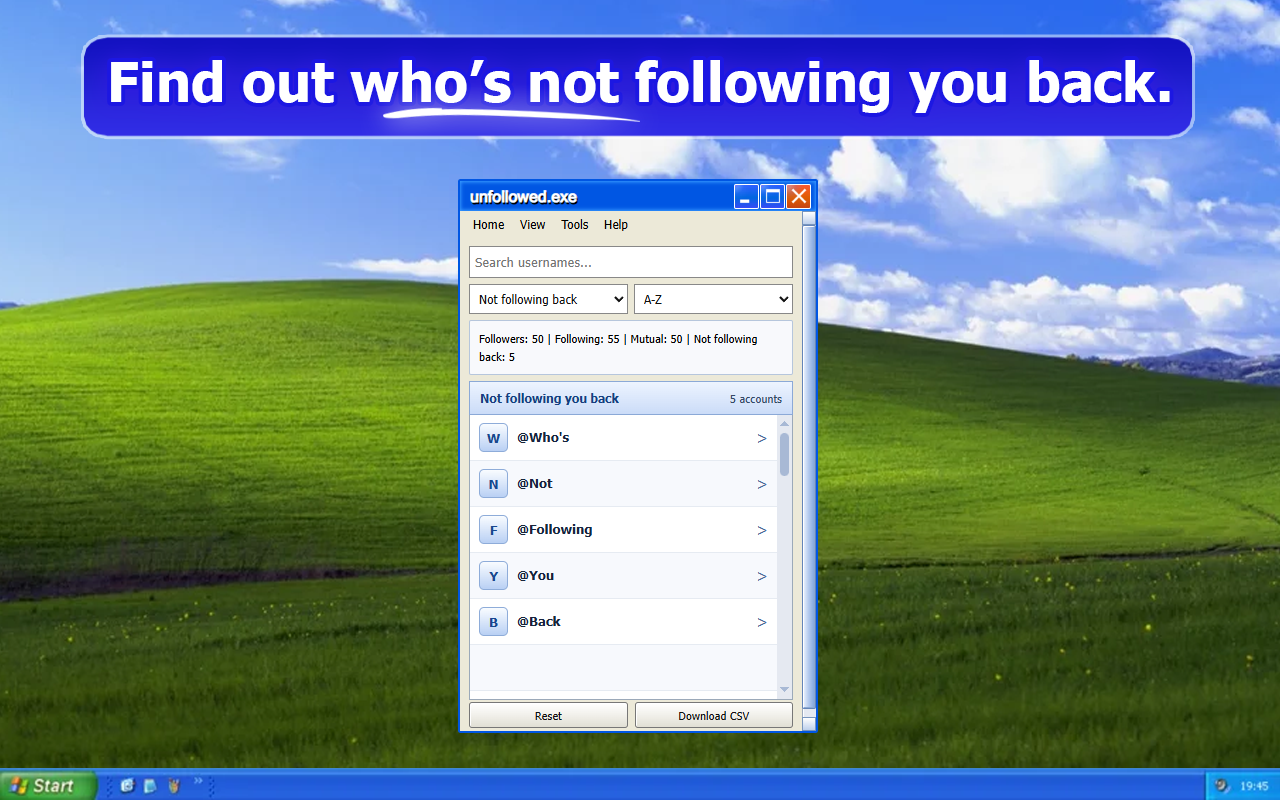 Find out who’s not following you back.
unfollowed.exe
Home View Tools Help
Search usernames...
Not following back A-Z
Followers: 50 | Following: 55 | Mutual: 50 | Not following
back: 5
Not following you back 5 accounts
W @Who's >
N @Not >
F @Following >
Y @You >
B @Back >
Reset Download CSV
Start » 19:45